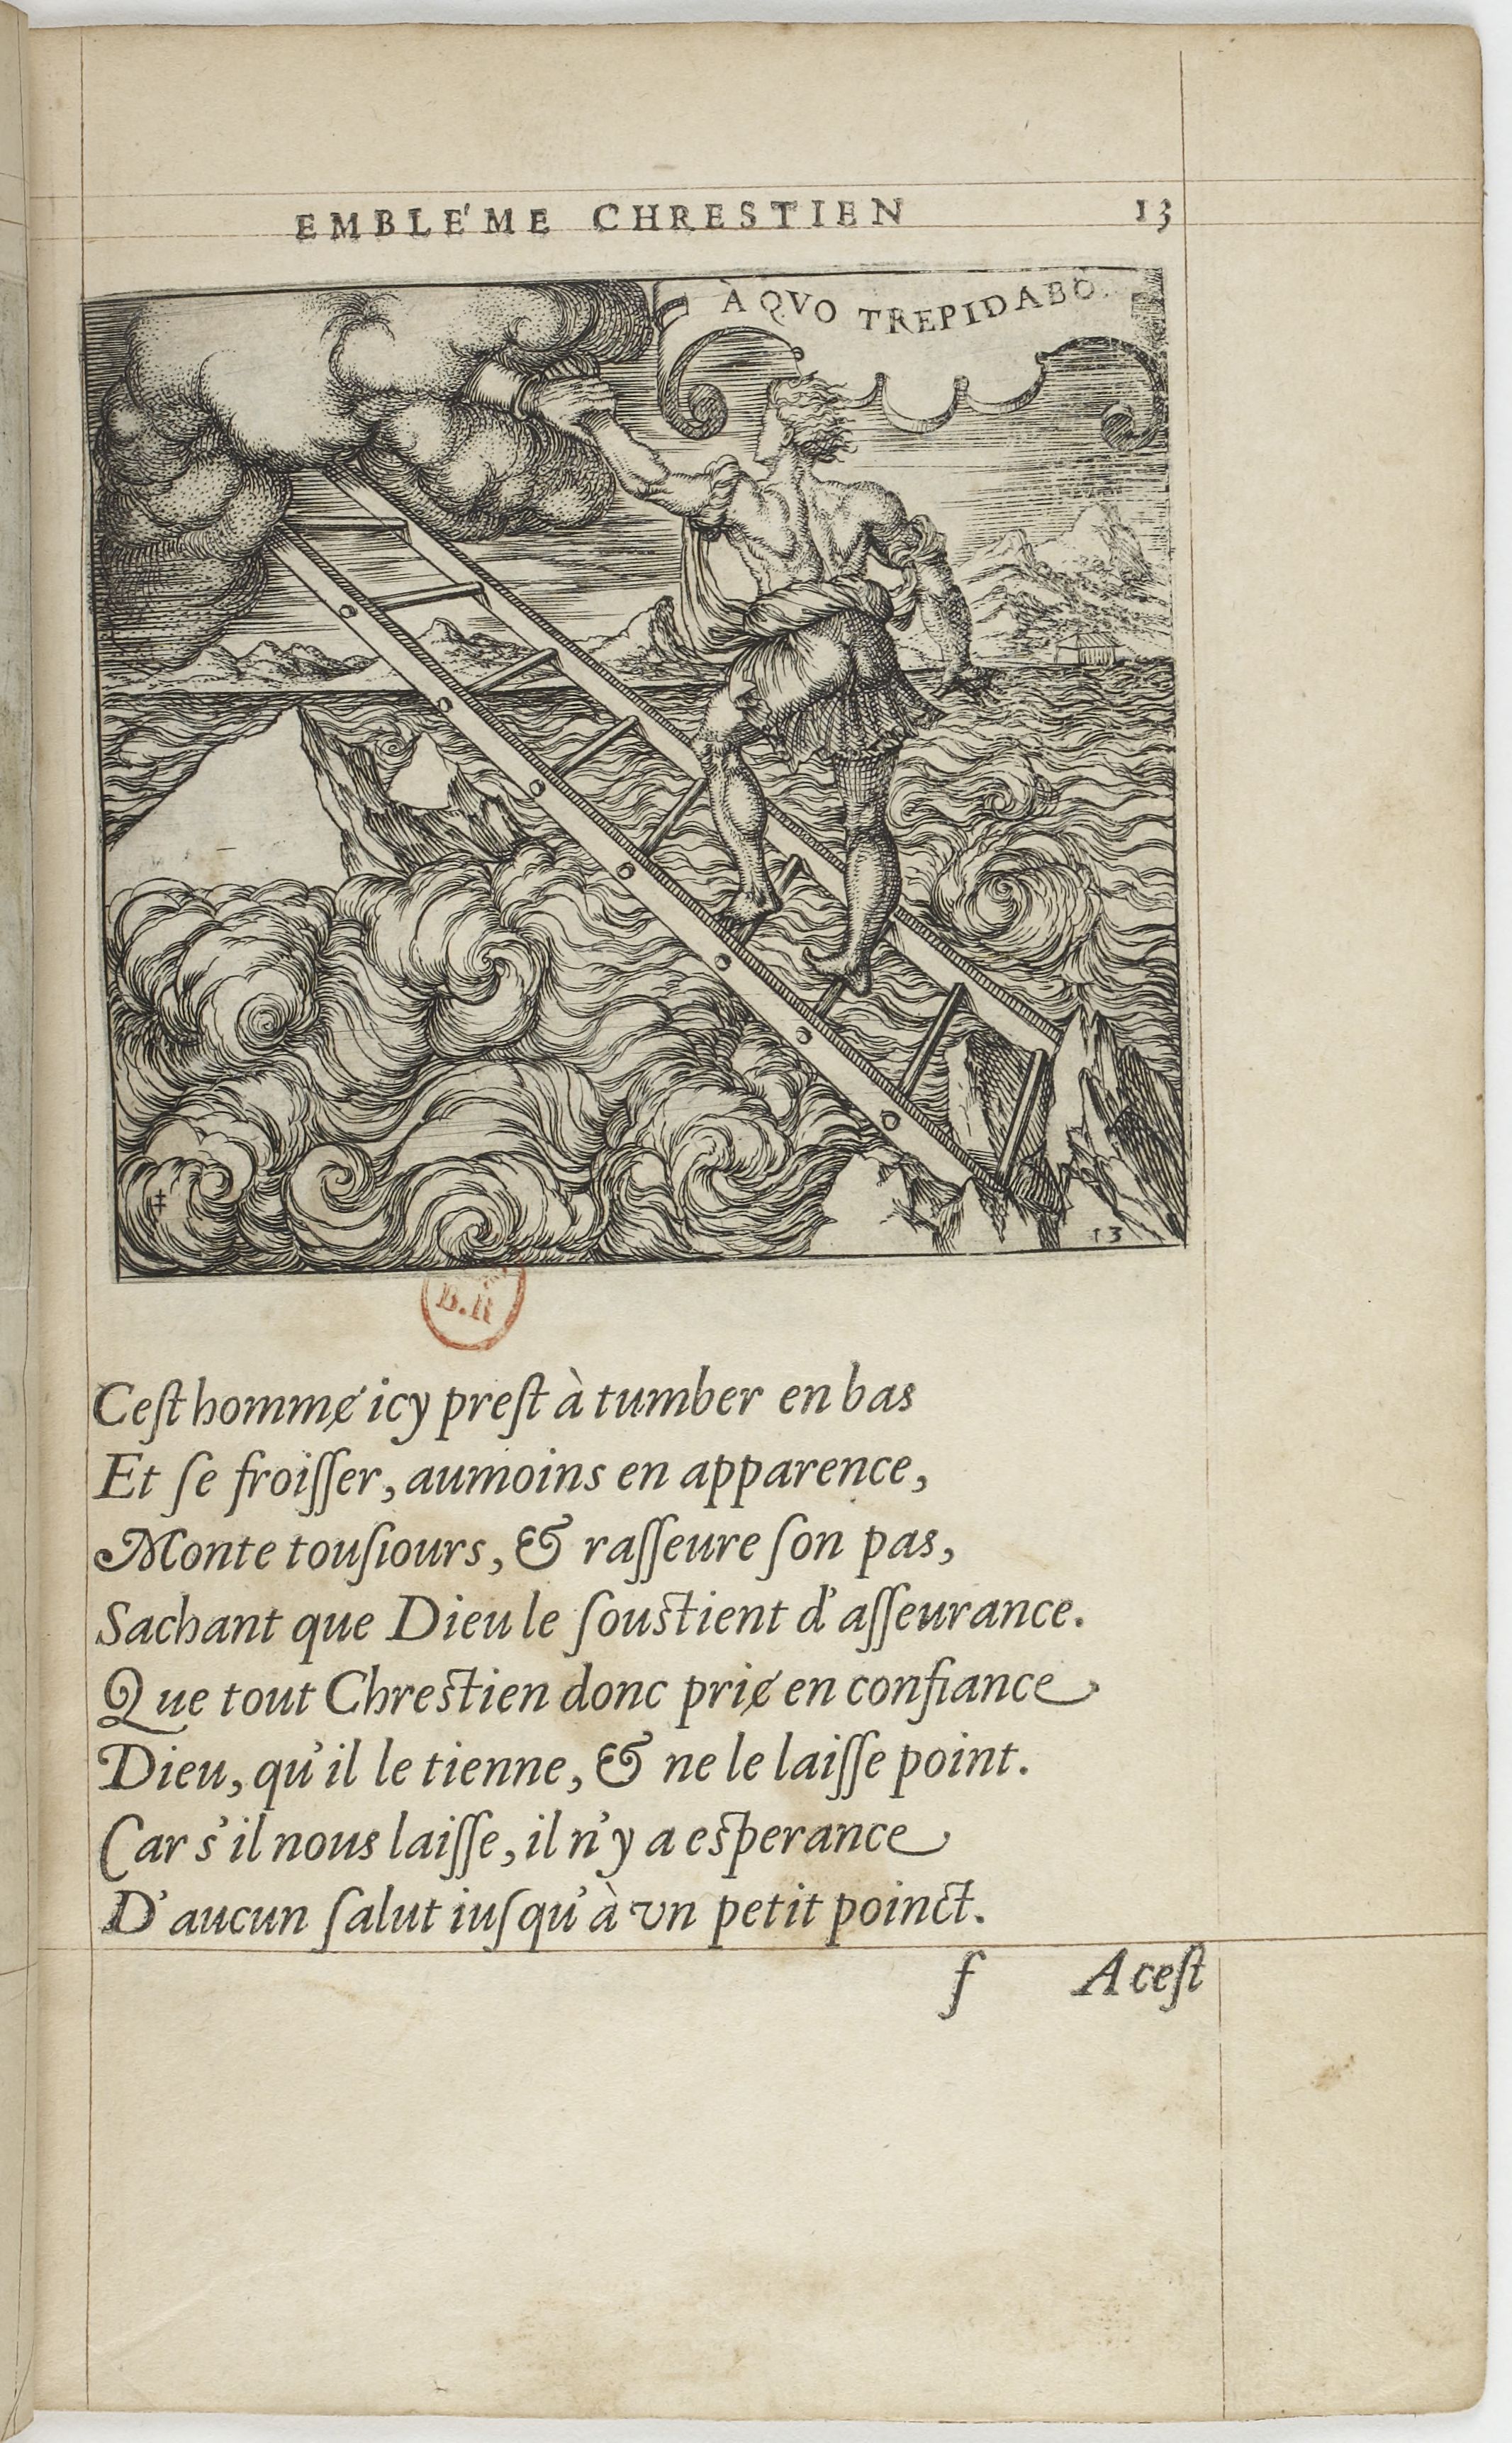 EMBLE'ME CHRESTIEN 13
À QVO TREPIDABO.
13
B.R
Ceſt homme̸ icy preſt à tumber en bas
Et ſe froiſſer, aumoins en apparence,
Monte touſiours, & raſſeure ſon pas,
Sachant que Dieu le ſouſtient d'aſſeurance.
Que tout Chreſtien donc prie̸ en confiance
Dieu, qu'il le tienne, & ne le laiſſe point.
Car s'il nous laiſſe, il n'y a eſperance
D'aucun ſalut iuſqu'à vn petit poinct.
f A ceſt